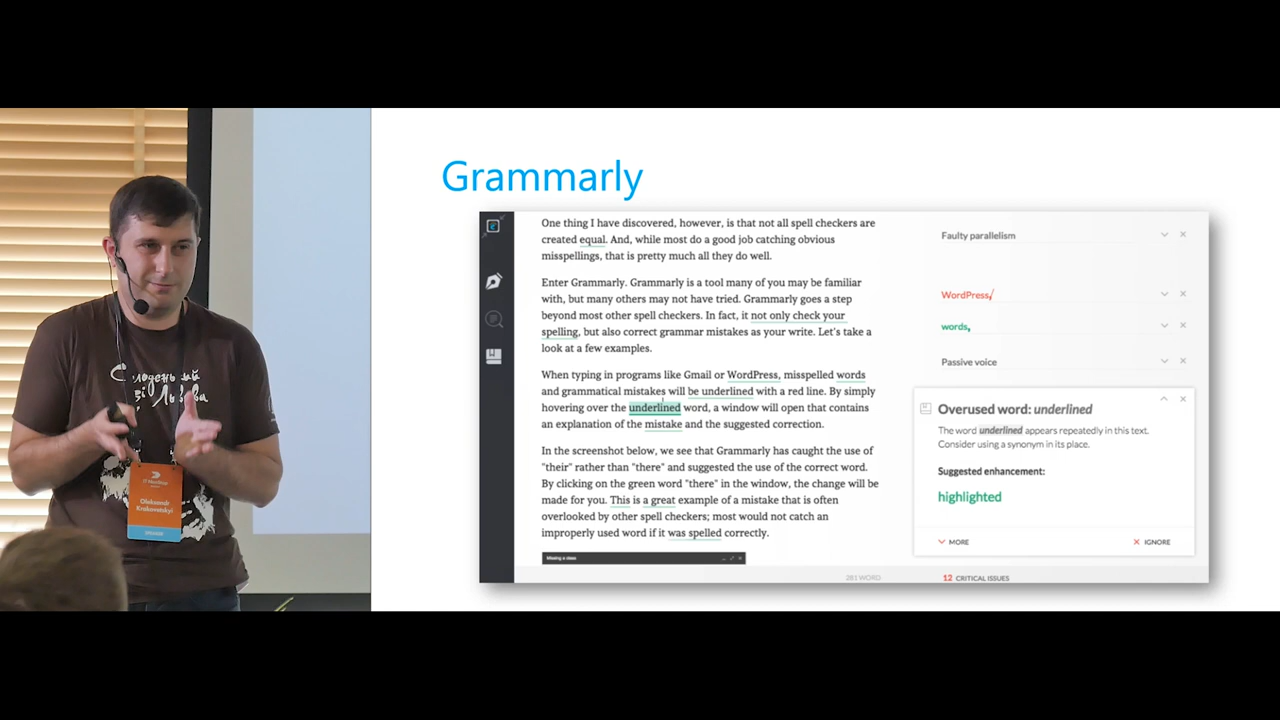 Grammarly
One thing I have discovered, however, is that not all spell checkers are
created equal. And, while most do a good job catching obvious
misspellings, that is pretty much all they do well.
Enter Grammarly. Grammarly is a tool many of you may be familiar
with, but many others may not have tried. Grammarly goes a step
beyond most other spell checkers. In fact, it not only check your
spelling, but also correct grammar mistakes as your write. Let's take a
look at a few examples.
When typing in programs like Gmail or WordPress, misspelled words
and grammatical mistakes will be underlined with a red line. By simply
hovering over the underlined word, a window will open that contains
an explanation of the mistake and the suggested correction.
In the screenshot below, we see that Grammarly has caught the use of
"their" rather than "there" and suggested the use of the correct word.
By clicking on the green word "there" in the window, the change will be
made for you. This is a great example of a mistake that is often
overlooked by other spell checkers; most would not catch an
improperly used word if it was spelled correctly.
Missing a class
281 WORD
Faulty parallelism
WordPress,/
words,
Passive voice
Overused word: underlined
The word underlined appears repeatedly in this text.
Consider using a synonym in its place.
Suggested enhancement:
highlighted
MORE
IGNORE
12 CRITICAL ISSUES
Oleksandr
Krakovetskyi